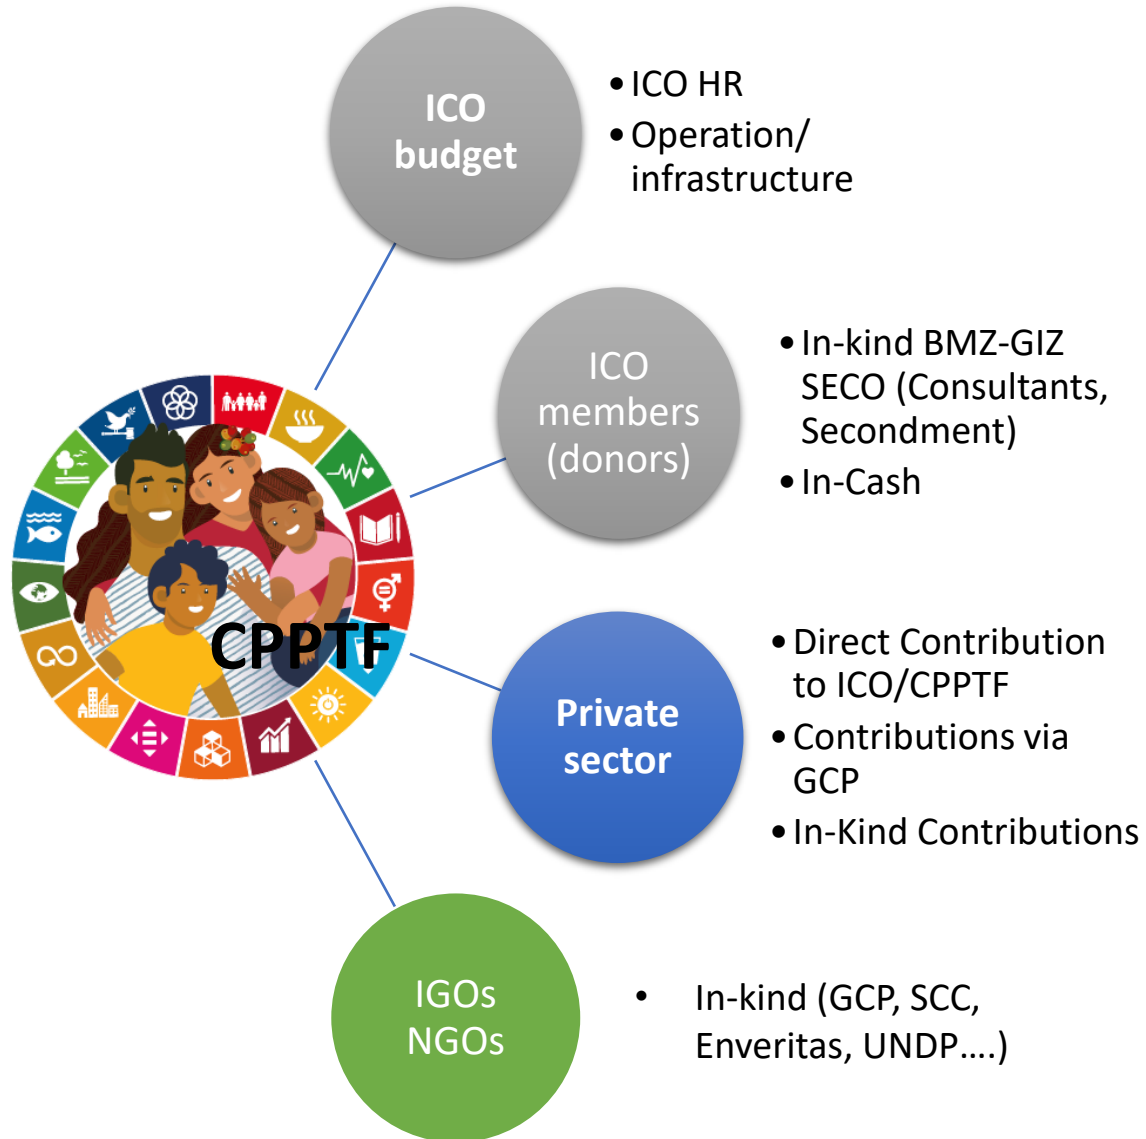 ICO
budget
•ICO HR
•Operation/
infrastructure
ICO
members
(donors)
•In-kind BMZ-GIZ
SECO (Consultants,
Secondment)
•In-Cash
CPPTF
Private
sector
•Direct Contribution
to ICO/CPPTF
•Contributions via
GCP
•In-Kind Contributions
IGOs
NGOs
• In-kind (GCP, SCC,
Enveritas, UNDP....)